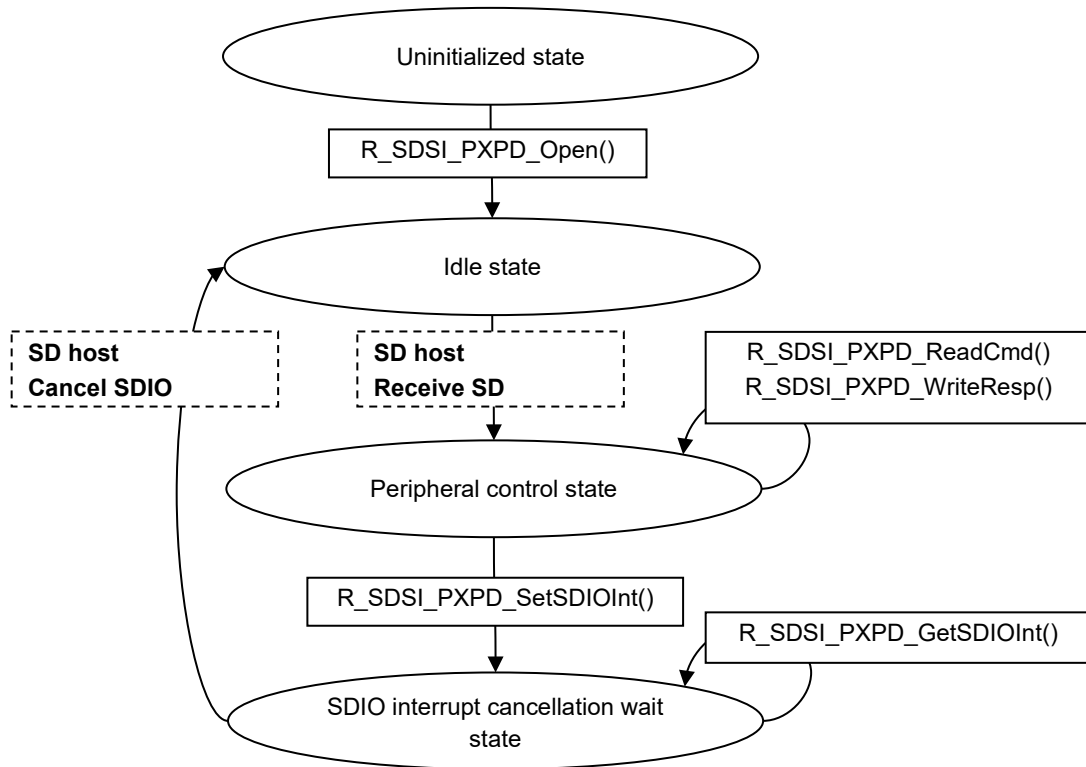 Uninitialized state
R_SDSI_PXPD_Open()
Idle state
SD host
Cancel SDIO
SD host
Receive SD
R_SDSI_PXPD_ReadCmd()
R_SDSI_PXPD_WriteResp()
Peripheral control state
R_SDSI_PXPD_SetSDIOInt()
R_SDSI_PXPD_GetSDIOInt()
SDIO interrupt cancellation wait
state